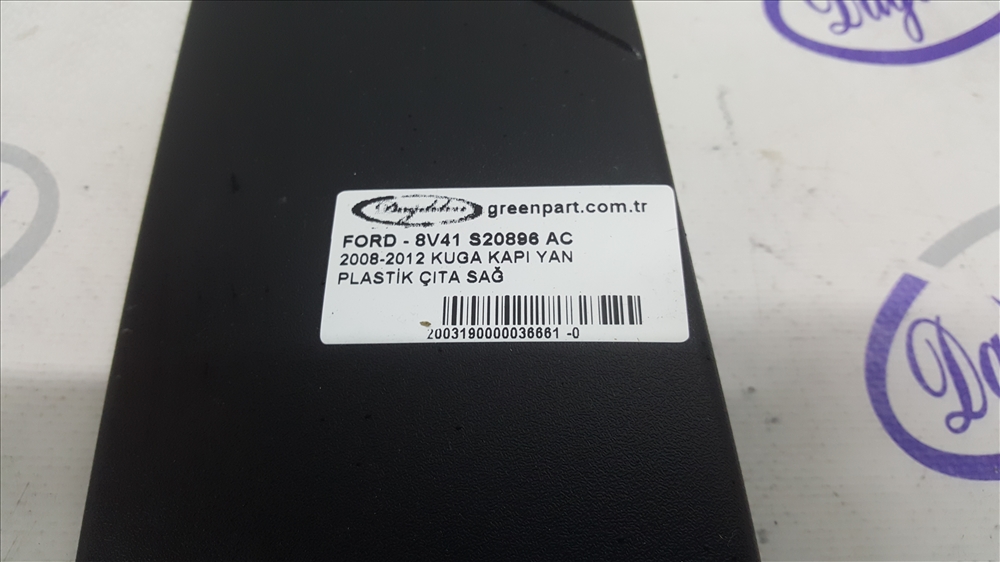 greenpart.com.tr
FORD - 8V41 S20896 AC
2008-2012 KUGA KAPI YAN
PLASTİK ÇITA SAĞ
2003190000036661 -0